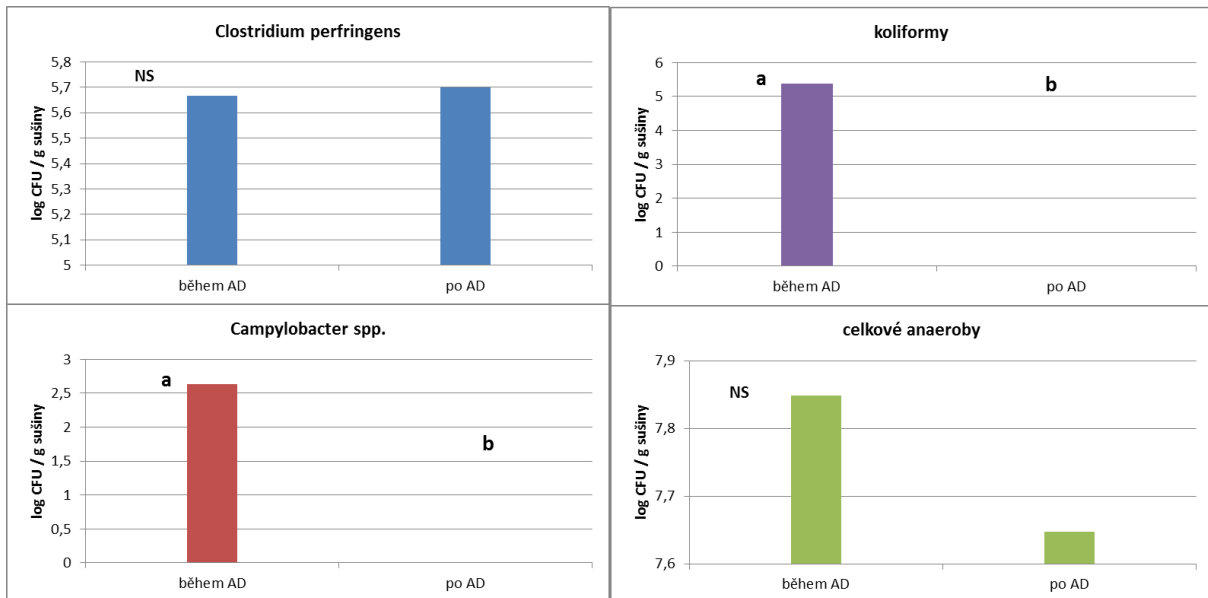 Clostridium perfringens
NS
log CFU / g sušiny
5,8
5,7
5,6
5,5
5,4
5,3
5,2
5,1
5
během AD
po AD
koliformy
a
b
log CFU / g sušiny
6
5
4
3
2
1
0
během AD
po AD
Campylobacter spp.
a
b
log CFU / g sušiny
3
2,5
2
1,5
1
0,5
0
během AD
po AD
celkové anaeroby
NS
log CFU / g sušiny
7,9
7,8
7,7
7,6
během AD
po AD